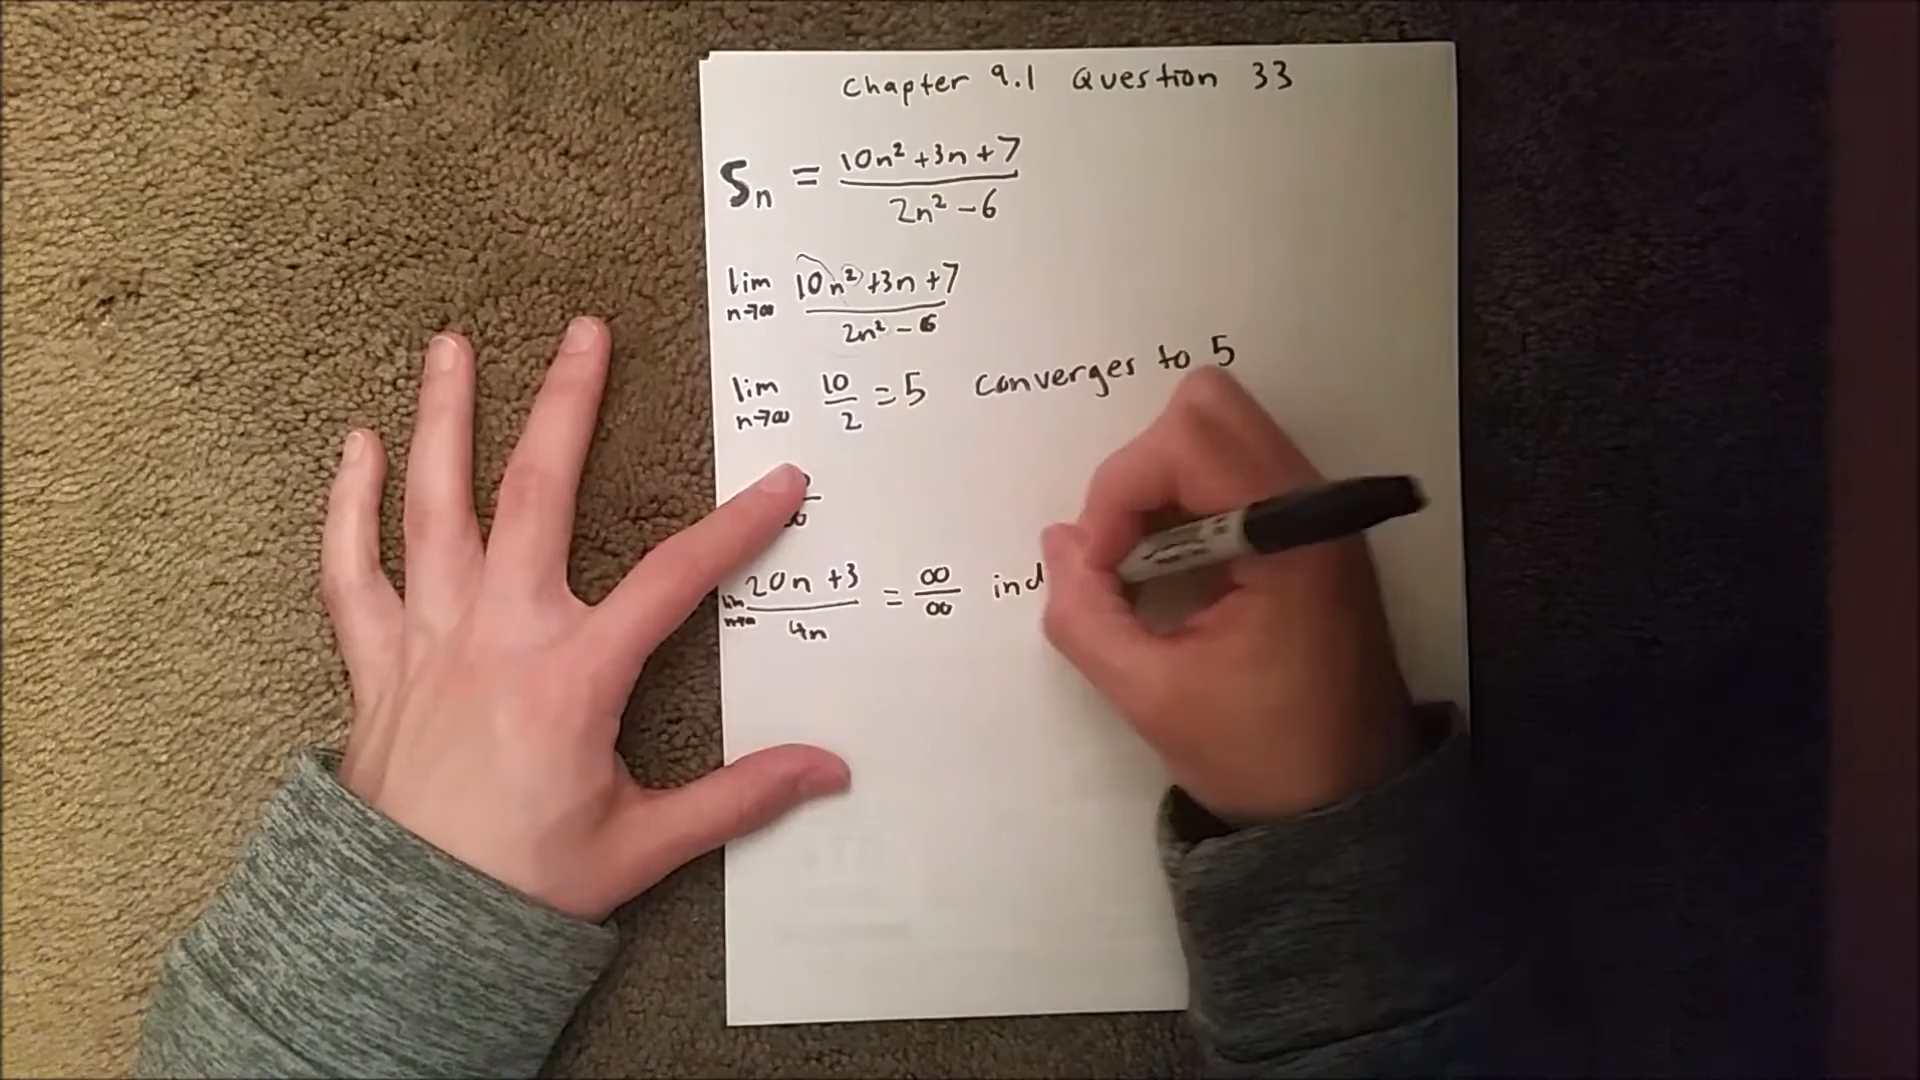 Chapter 9.1 Question 33
Sn = 10n² + 3n + 7 / 2n² - 6
lim n→∞ 10n² + 3n + 7 / 2n² - 6
lim n→∞ 10/2 = 5 converges to 5
lim n→∞ 20n + 3 / 4n = ∞/∞ ind